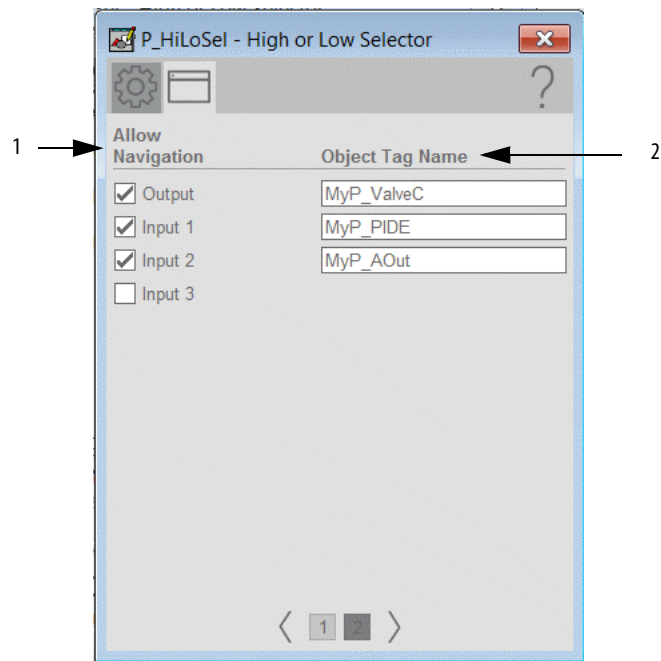 P_HiLoSel - High or Low Selector
?
1
Allow
Navigation
Object Tag Name
2
Output
MyP_ValveC
Input 1
MyP_PIDE
Input 2
MyP_AOut
Input 3
1 2